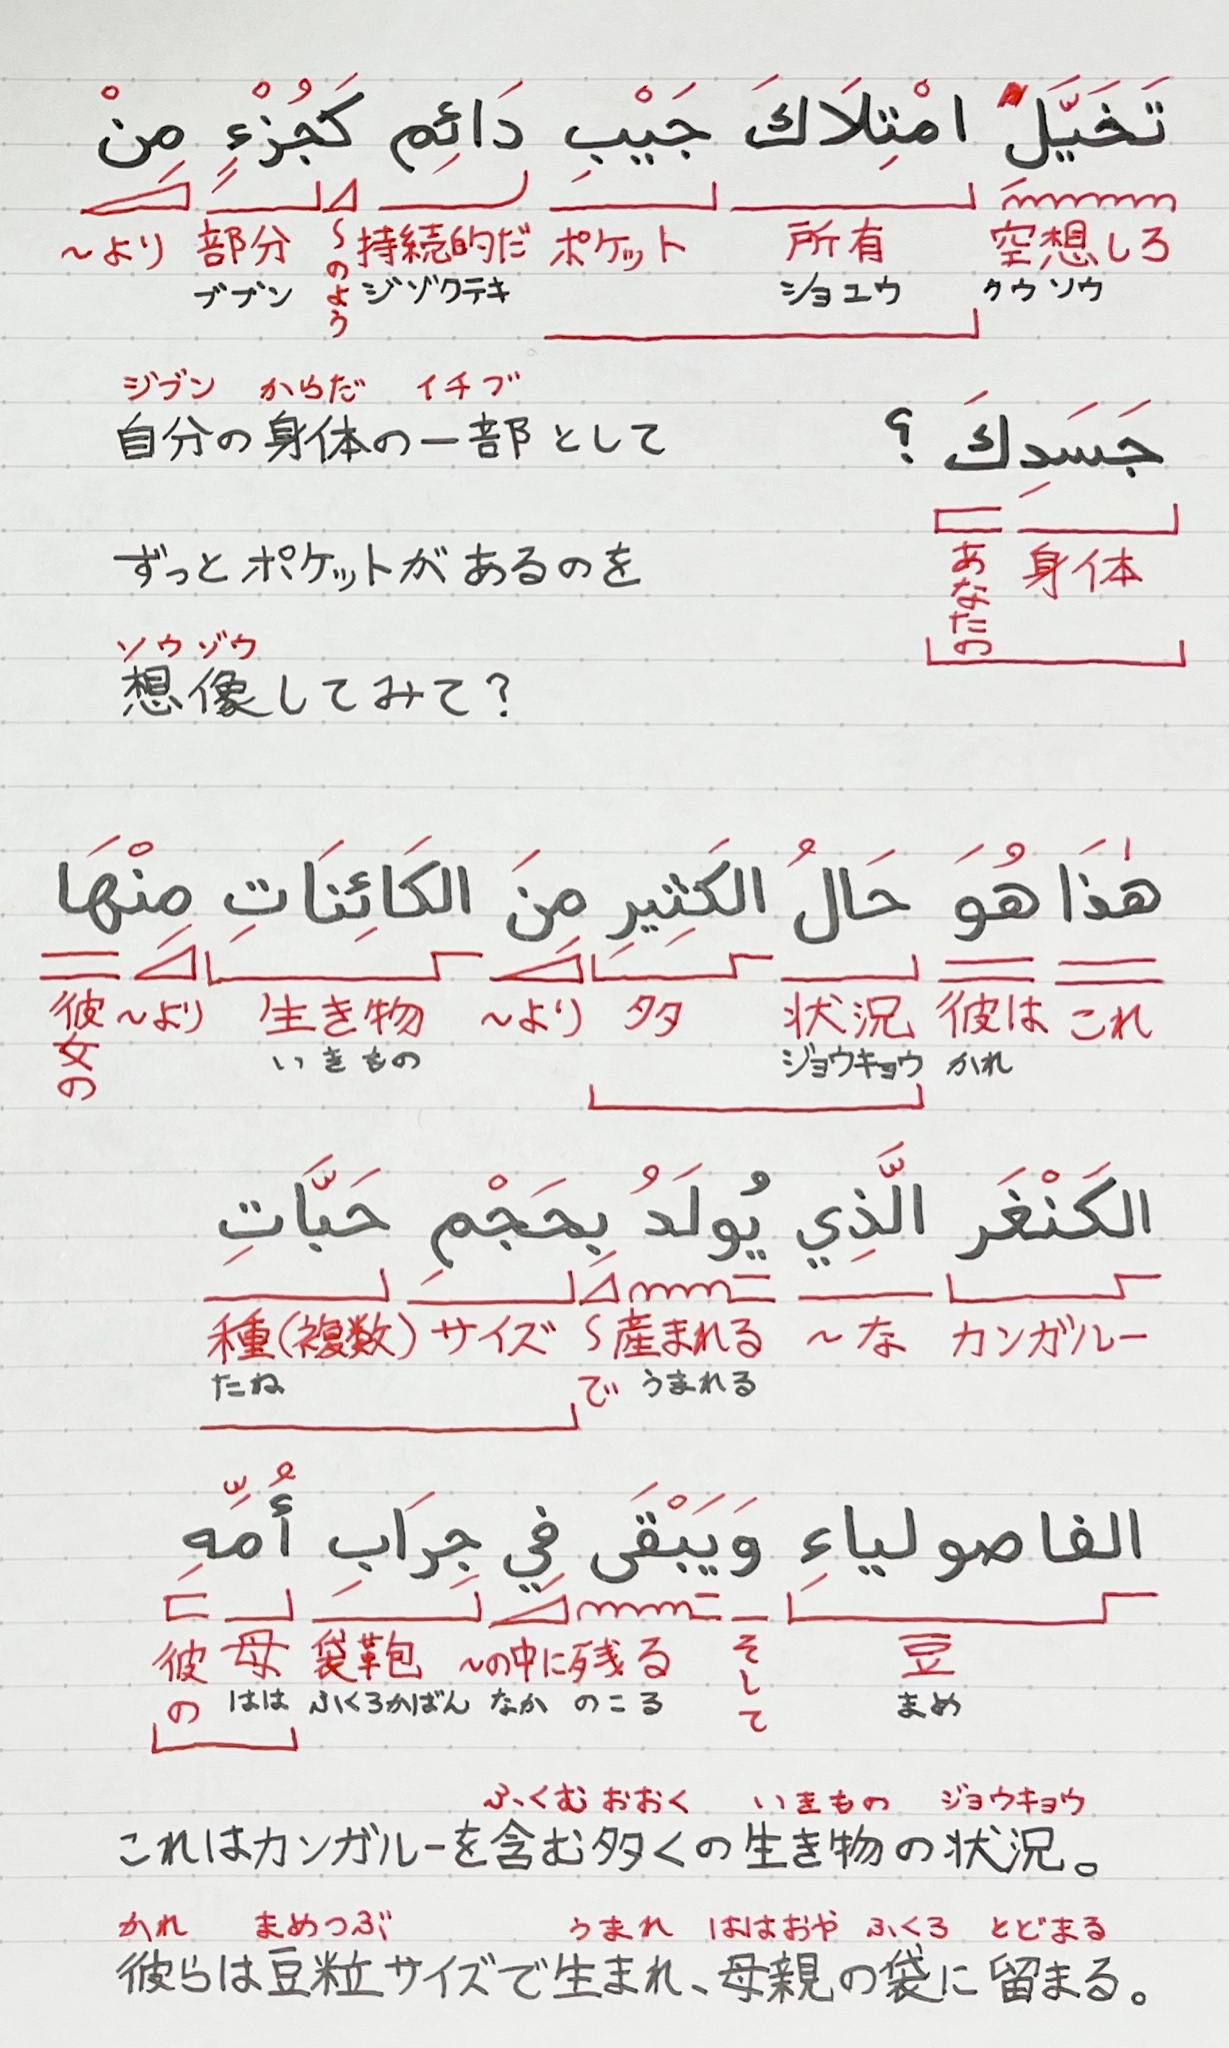 تَخَيَّل امْتِلَاكَ جَيْبِ دَائِم كَجُزْءٍ مِنْ
〜より 部分 〜のよう 持続的だ ポケット 所有 空想しろ
ブブン ジゾクテキ ショユウ クウソウ
جَسَدِكَ ؟
あなたの 身体
ジブン からだ イチブ
自分の身体の一部として
ずっとポケットがあるのを
ソウゾウ
想像してみて？
هٰذَا هُوَ حَالُ الكَثِيرِ مِنَ الكَائِنَاتِ مِنْهَا
彼女の 〜より 生き物 〜より 多 状況 彼は これ
いきもの ジョウキョウ かれ
الكَنْغَر الَّذِي يُولَدُ بِحَجْمِ حَبَّاتِ
種(複数) サイズ 〜で 産まれる 〜な カンガルー
たね うまれる
الفاصولياءِ وَيَبْقَى فِي جِرَابِ أُمِّهِ
彼の 母 袋鞄 〜の中に 残る そして 豆
はは ふくろかばん なか のこる まめ
ふくむ おおく いきもの ジョウキョウ
これはカンガルーを含む多くの生き物の状況。
かれ まめつぶ うまれ ははおや ふくろ とどまる
彼らは豆粒サイズで生まれ、母親の袋に留まる。